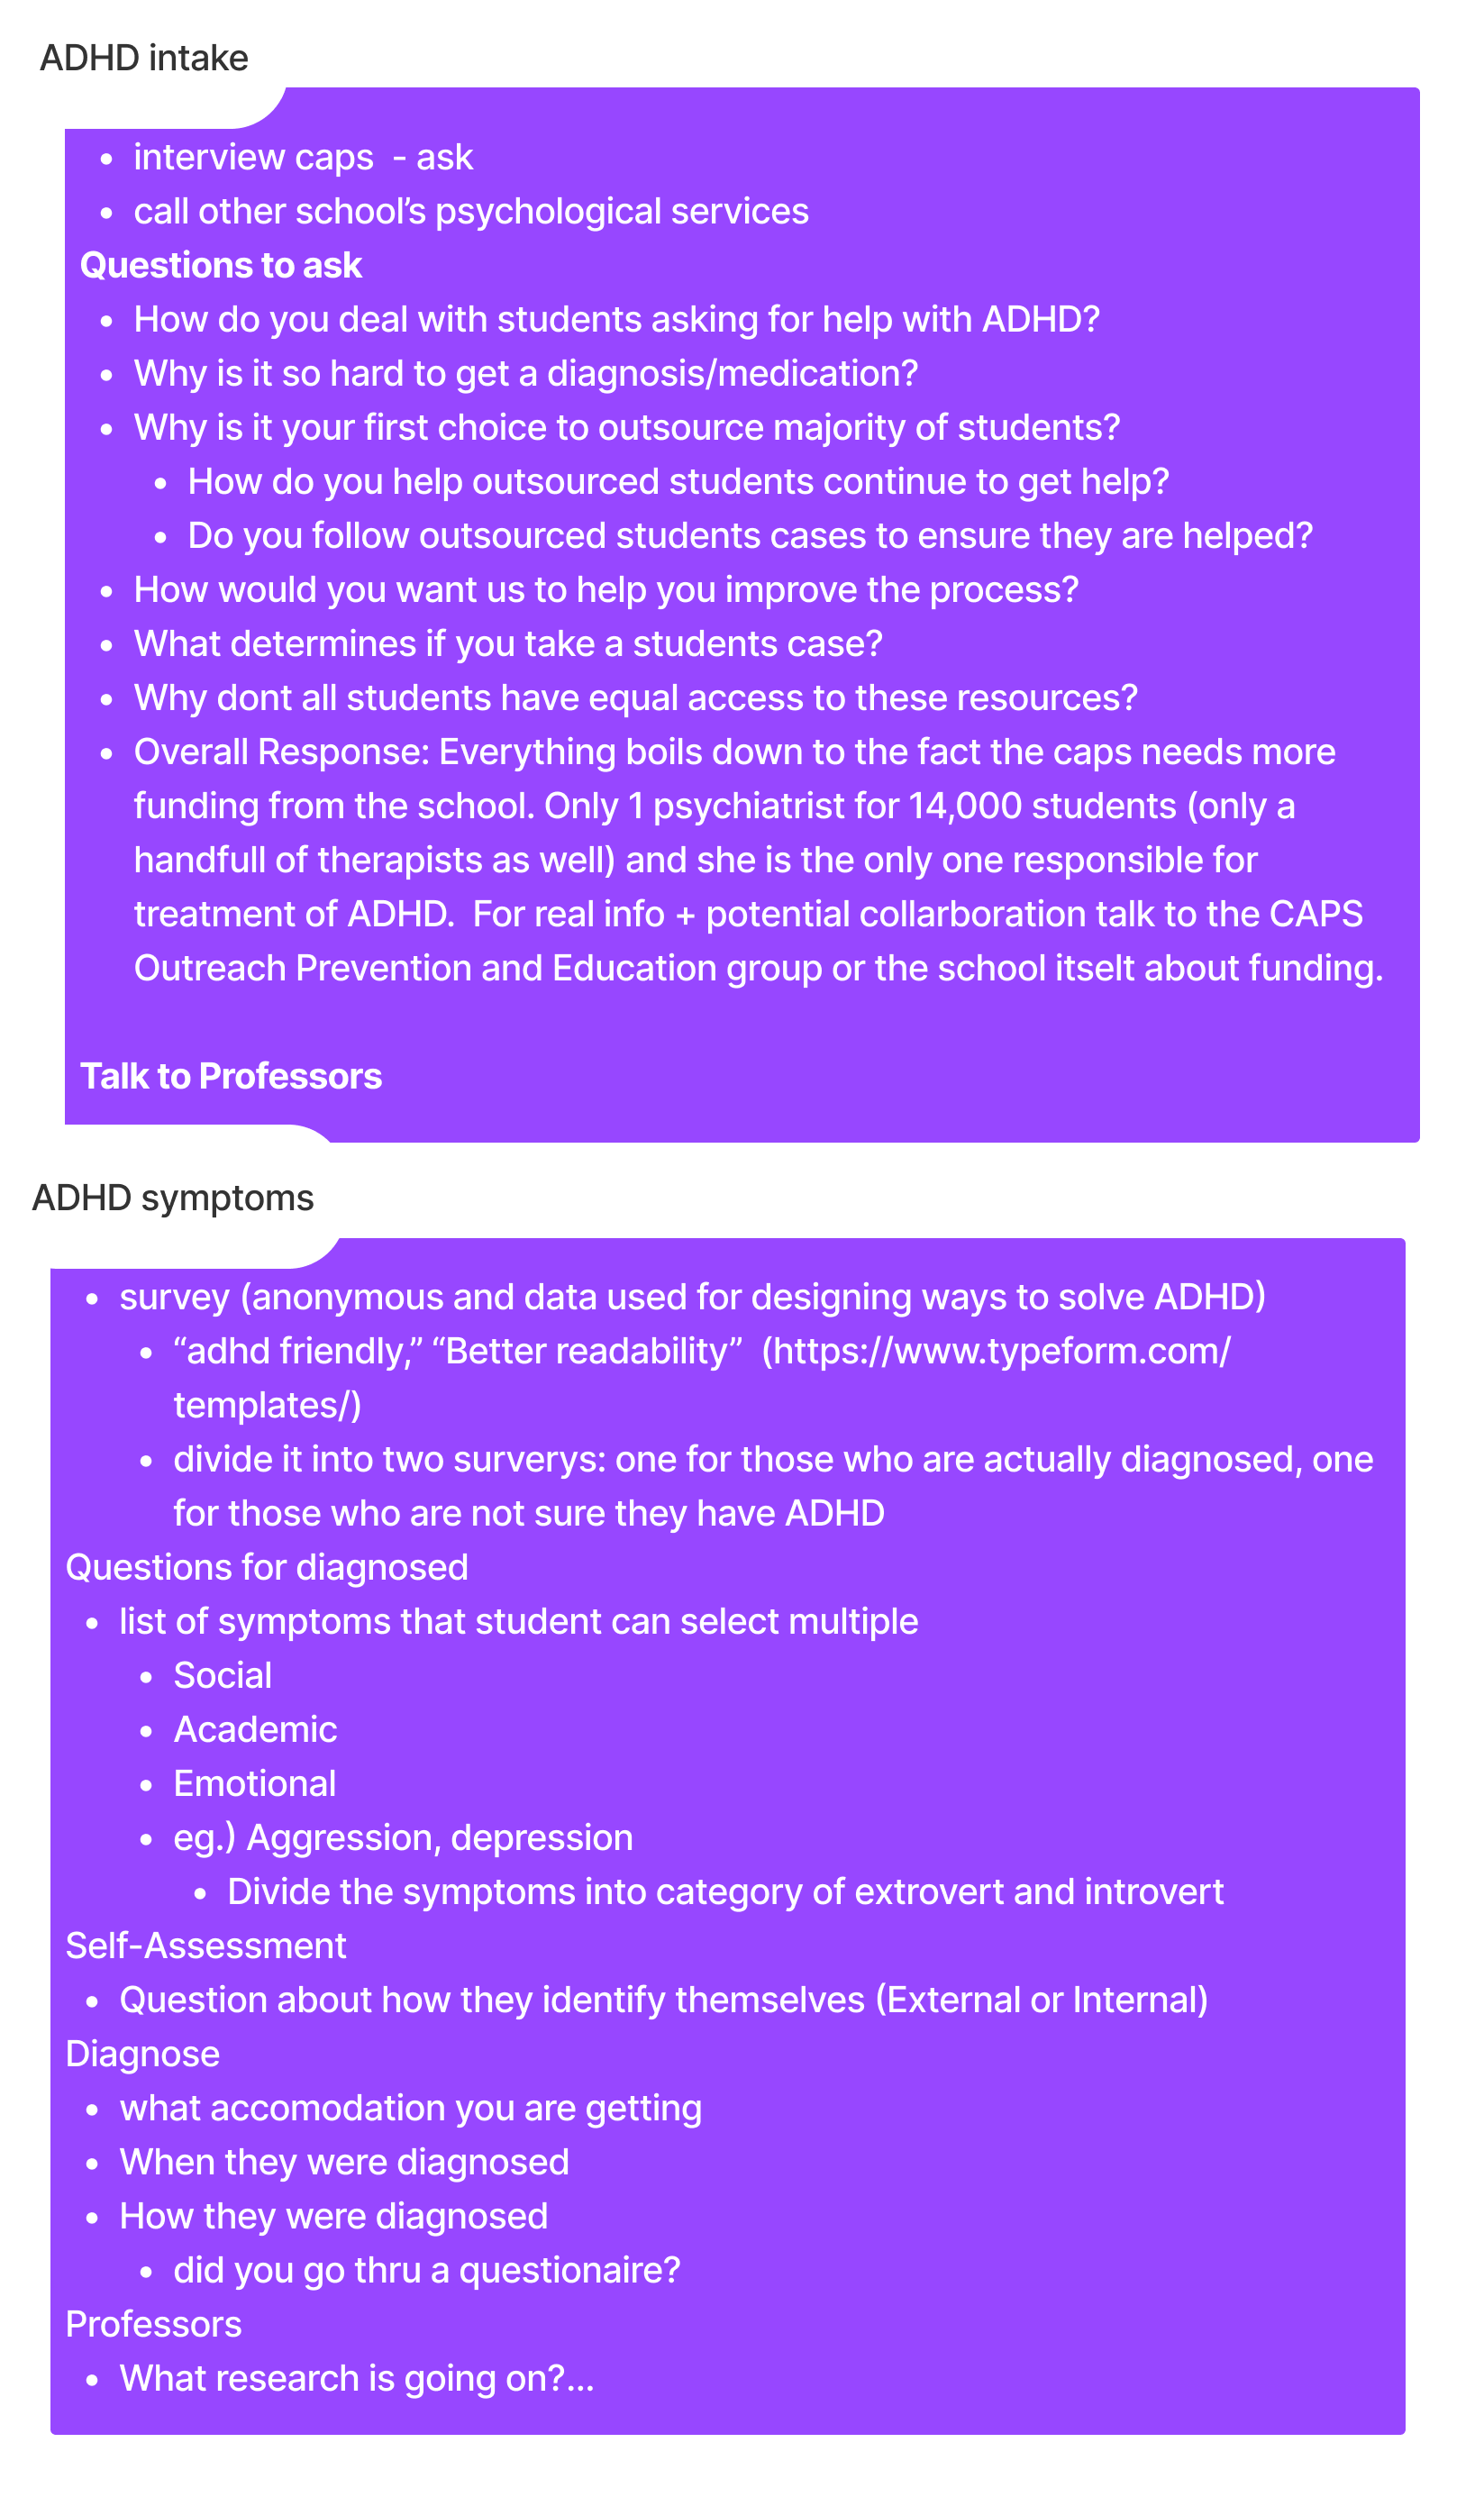 ADHD intake
• interview caps  - ask
• call other school’s psychological services
Questions to ask
• How do you deal with students asking for help with ADHD?
• Why is it so hard to get a diagnosis/medication?
• Why is it your first choice to outsource majority of students?
• How do you help outsourced students continue to get help?
• Do you follow outsourced students cases to ensure they are helped?
• How would you want us to help you improve the process?
• What determines if you take a students case?
• Why dont all students have equal access to these resources?
• Overall Response: Everything boils down to the fact the caps needs more
funding from the school. Only 1 psychiatrist for 14,000 students (only a
handfull of therapists as well) and she is the only one responsible for
treatment of ADHD.  For real info + potential collarboration talk to the CAPS
Outreach Prevention and Education group or the school itselt about funding.
Talk to Professors
ADHD symptoms
• survey (anonymous and data used for designing ways to solve ADHD)
• “adhd friendly,” “Better readability”  (https://www.typeform.com/
templates/)
• divide it into two surverys: one for those who are actually diagnosed, one
for those who are not sure they have ADHD
Questions for diagnosed
• list of symptoms that student can select multiple
• Social
• Academic
• Emotional
• eg.) Aggression, depression
• Divide the symptoms into category of extrovert and introvert
Self-Assessment
• Question about how they identify themselves (External or Internal)
Diagnose
• what accomodation you are getting
• When they were diagnosed
• How they were diagnosed
• did you go thru a questionaire?
Professors
• What research is going on?...